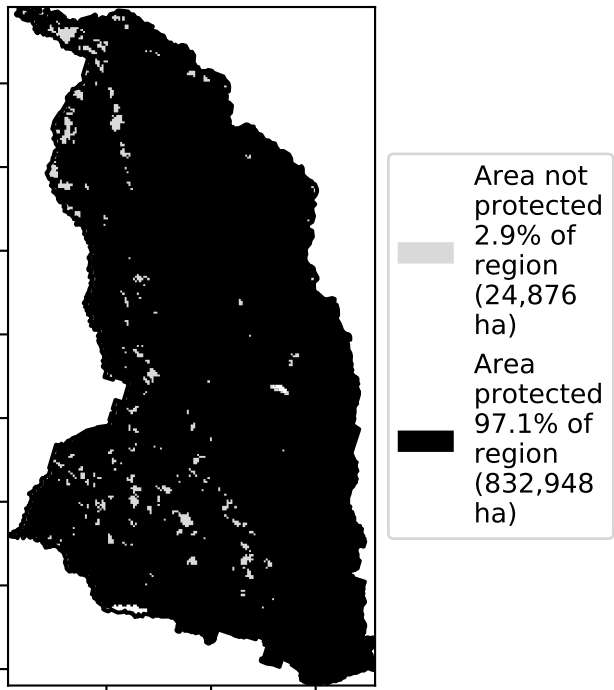 Area not
protected
2.9% of
region
(24,876
ha)
Area
protected
97.1% of
region
(832,948
ha)